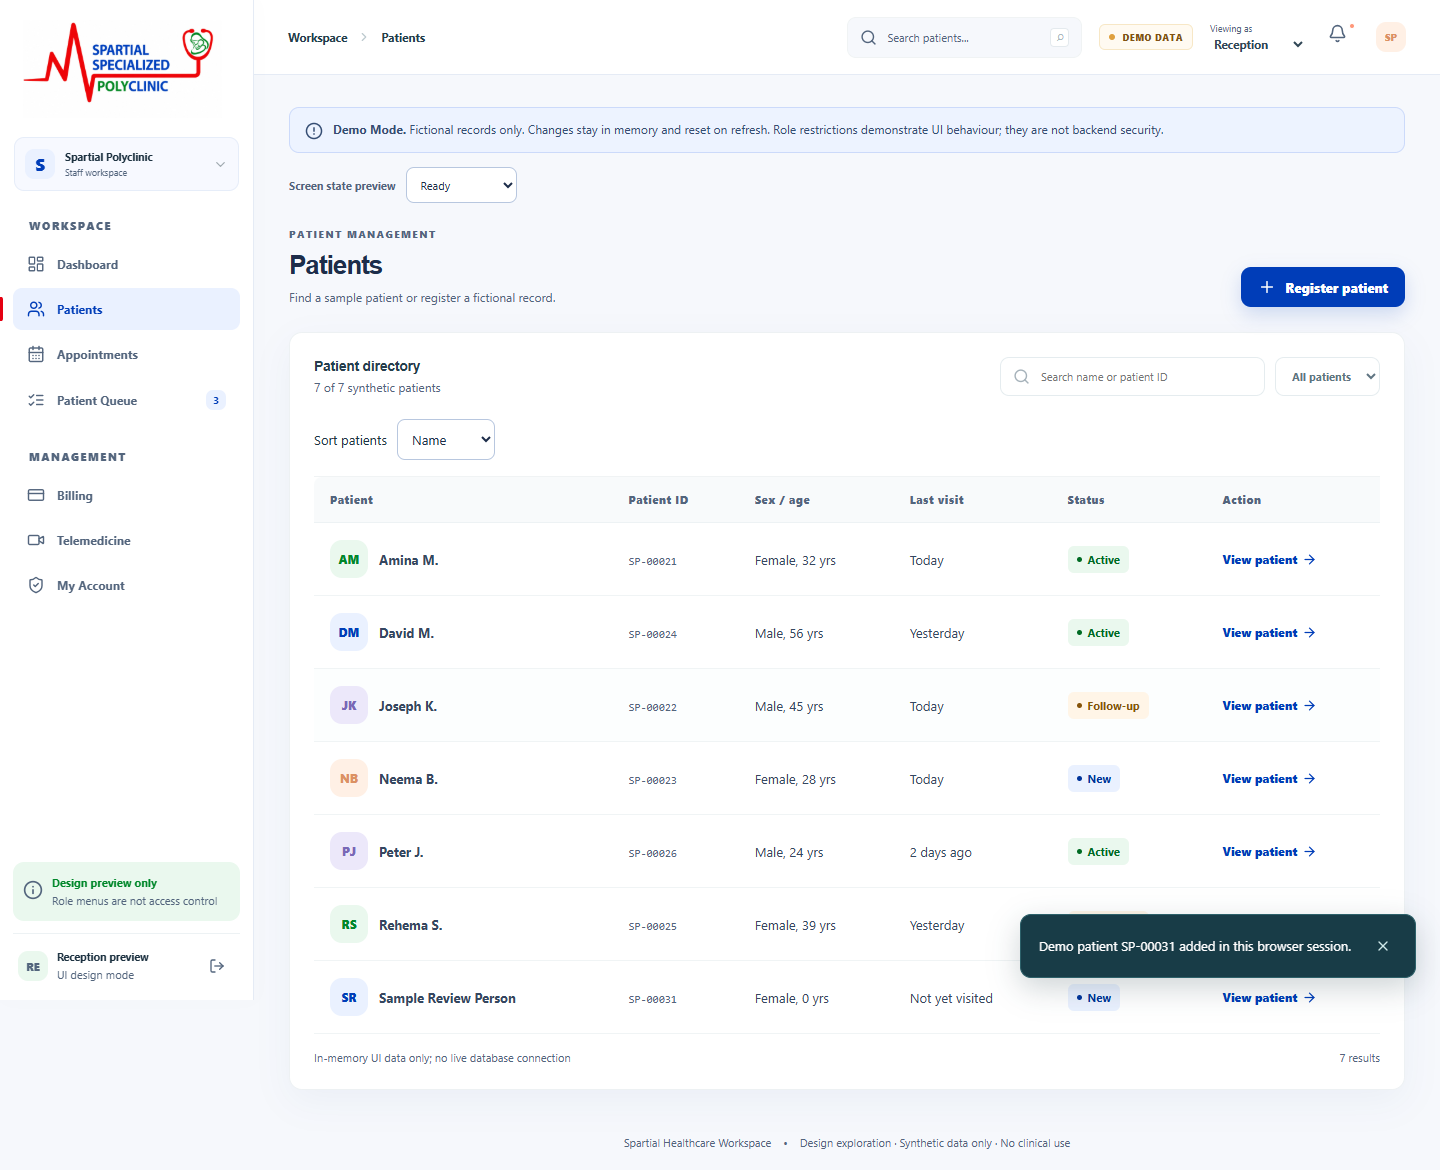 SPARTIAL
SPECIALIZED
POLYCLINIC
Spartial Polyclinic
Staff workspace
WORKSPACE
Dashboard
Patients
Appointments
Patient Queue 3
MANAGEMENT
Billing
Telemedicine
My Account
Design preview only
Role menus are not access control
RE
Reception preview
UI design mode
Workspace > Patients
Search patients...
DEMO DATA
Viewing as
Reception
SP
Demo Mode. Fictional records only. Changes stay in memory and reset on refresh. Role restrictions demonstrate UI behaviour; they are not backend security.
Screen state preview Ready
PATIENT MANAGEMENT
Patients
Find a sample patient or register a fictional record.
+ Register patient
Patient directory
7 of 7 synthetic patients
Search name or patient ID
All patients
Sort patients Name
Patient Patient ID Sex / age Last visit Status Action
AM Amina M. SP-00021 Female, 32 yrs Today Active View patient →
DM David M. SP-00024 Male, 56 yrs Yesterday Active View patient →
JK Joseph K. SP-00022 Male, 45 yrs Today Follow-up View patient →
NB Neema B. SP-00023 Female, 28 yrs Today New View patient →
PJ Peter J. SP-00026 Male, 24 yrs 2 days ago Active View patient →
RS Rehema S. SP-00025 Female, 39 yrs Yesterday
Demo patient SP-00031 added in this browser session.
SR Sample Review Person SP-00031 Female, 0 yrs Not yet visited New View patient →
In-memory UI data only; no live database connection
7 results
Spartial Healthcare Workspace • Design exploration · Synthetic data only · No clinical use
S